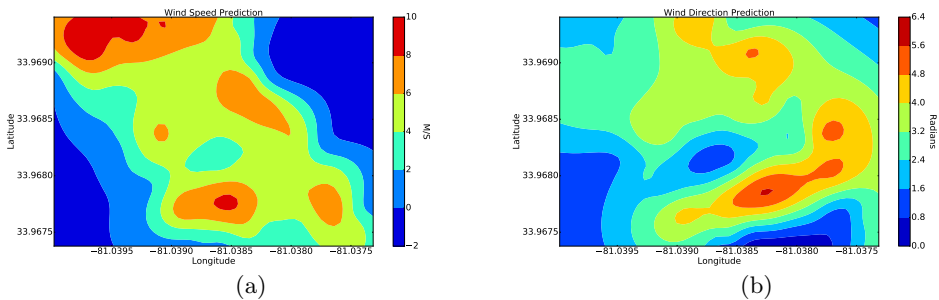 Wind Speed Prediction
33.9690
33.9685
33.9680
33.9675
Latitude
−81.0395 −81.0390 −81.0385 −81.0380 −81.0375
Longitude
10
8
6
4
2
0
−2
M/S
(a)
Wind Direction Prediction
33.9690
33.9685
33.9680
33.9675
Latitude
−81.0395 −81.0390 −81.0385 −81.0380 −81.0375
Longitude
6.4
5.6
4.8
4.0
3.2
2.4
1.6
0.8
0.0
Radians
(b)